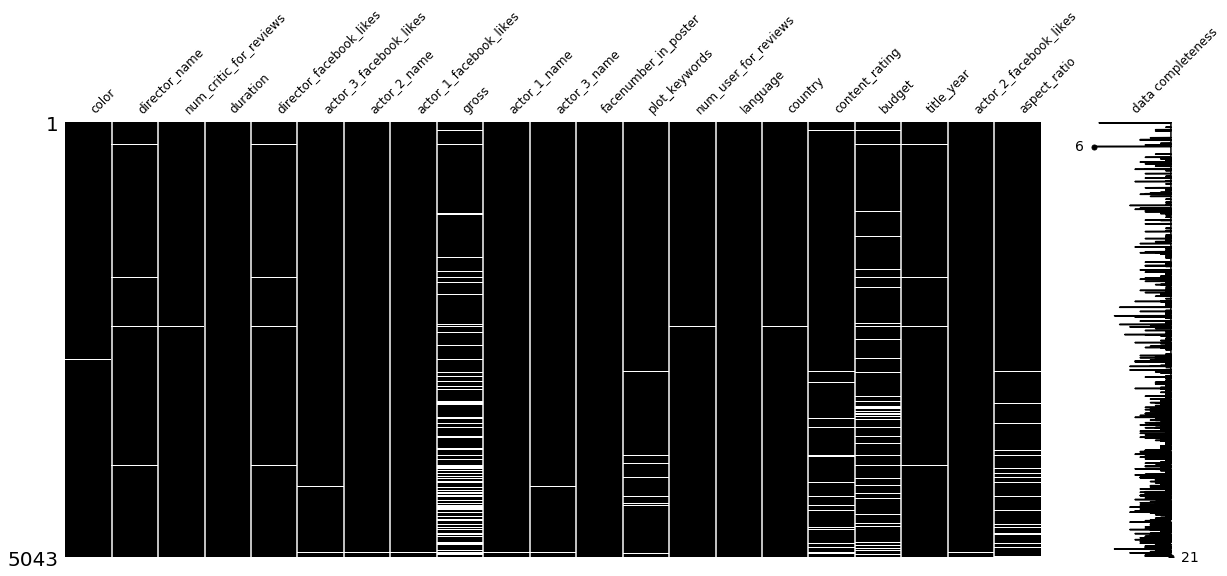 color
director_name
num_critic_for_reviews
duration
director_facebook_likes
actor_3_facebook_likes
actor_2_name
actor_1_facebook_likes
gross
actor_1_name
actor_3_name
facenumber_in_poster
plot_keywords
num_user_for_reviews
language
country
content_rating
budget
title_year
actor_2_facebook_likes
aspect_ratio
data completeness
1
6
5043
21